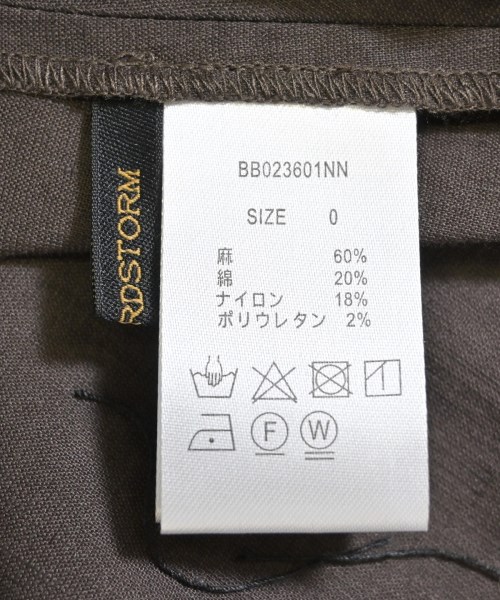 RDSTORM
BB023601NN
SIZE 0
麻 60%
綿 20%
ナイロン 18%
ポリウレタン 2%
F W